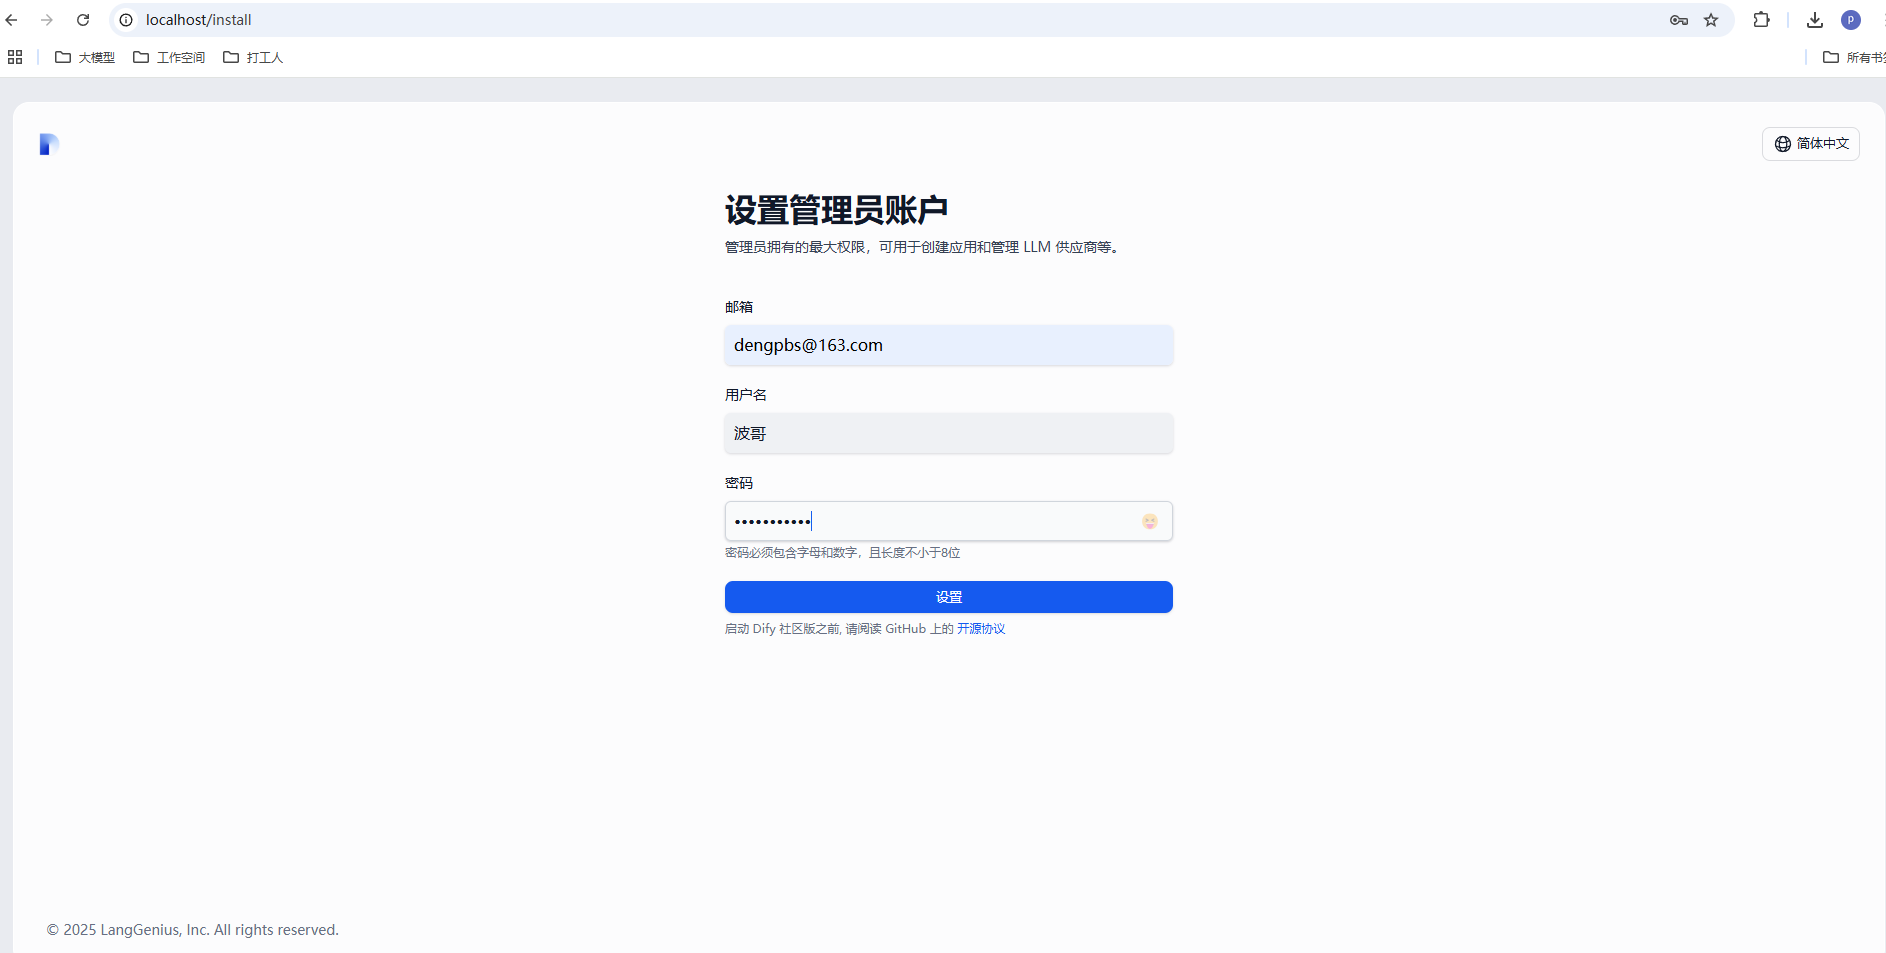 localhost/install
P
大模型
工作空间
打工人
所有书
简体中文
设置管理员账户
管理员拥有的最大权限，可用于创建应用和管理 LLM 供应商等。
邮箱
dengpbs@163.com
用户名
波哥
密码
•••••••••••
密码必须包含字母和数字，且长度不小于8位
设置
启动 Dify 社区版之前, 请阅读 GitHub 上的 开源协议
© 2025 LangGenius, Inc. All rights reserved.